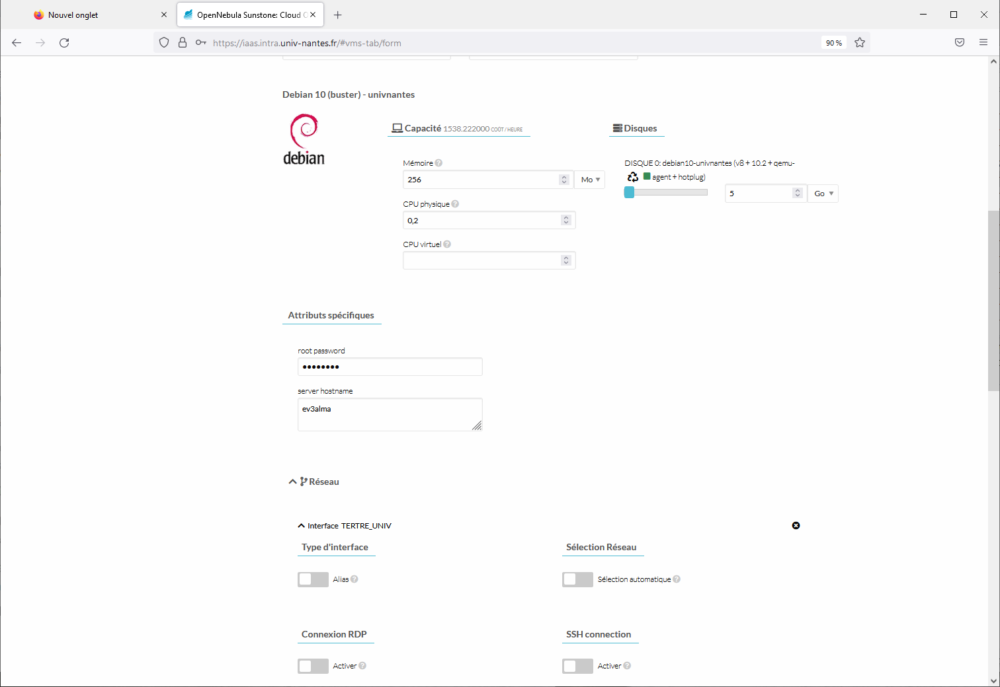 Nouvel onglet
OpenNebula Sunstone: Cloud O
https://iaas.intra.univ-nantes.fr/#vms-tab/form
90 %
Debian 10 (buster) - univnantes
debian
Capacité 1538.222000 COÛT / HEURE
Disques
Mémoire ?
256
Mo
CPU physique ?
0,2
CPU virtuel ?
DISQUE 0: debian10-univnantes (v8 + 10.2 + qemu-
agent + hotplug)
5
Go
Attributs spécifiques
root password
••••••••
server hostname
ev3alma
Réseau
Interface TERTRE_UNIV
Type d'interface
Sélection Réseau
Alias ?
Sélection automatique ?
Connexion RDP
SSH connection
Activer ?
Activer ?